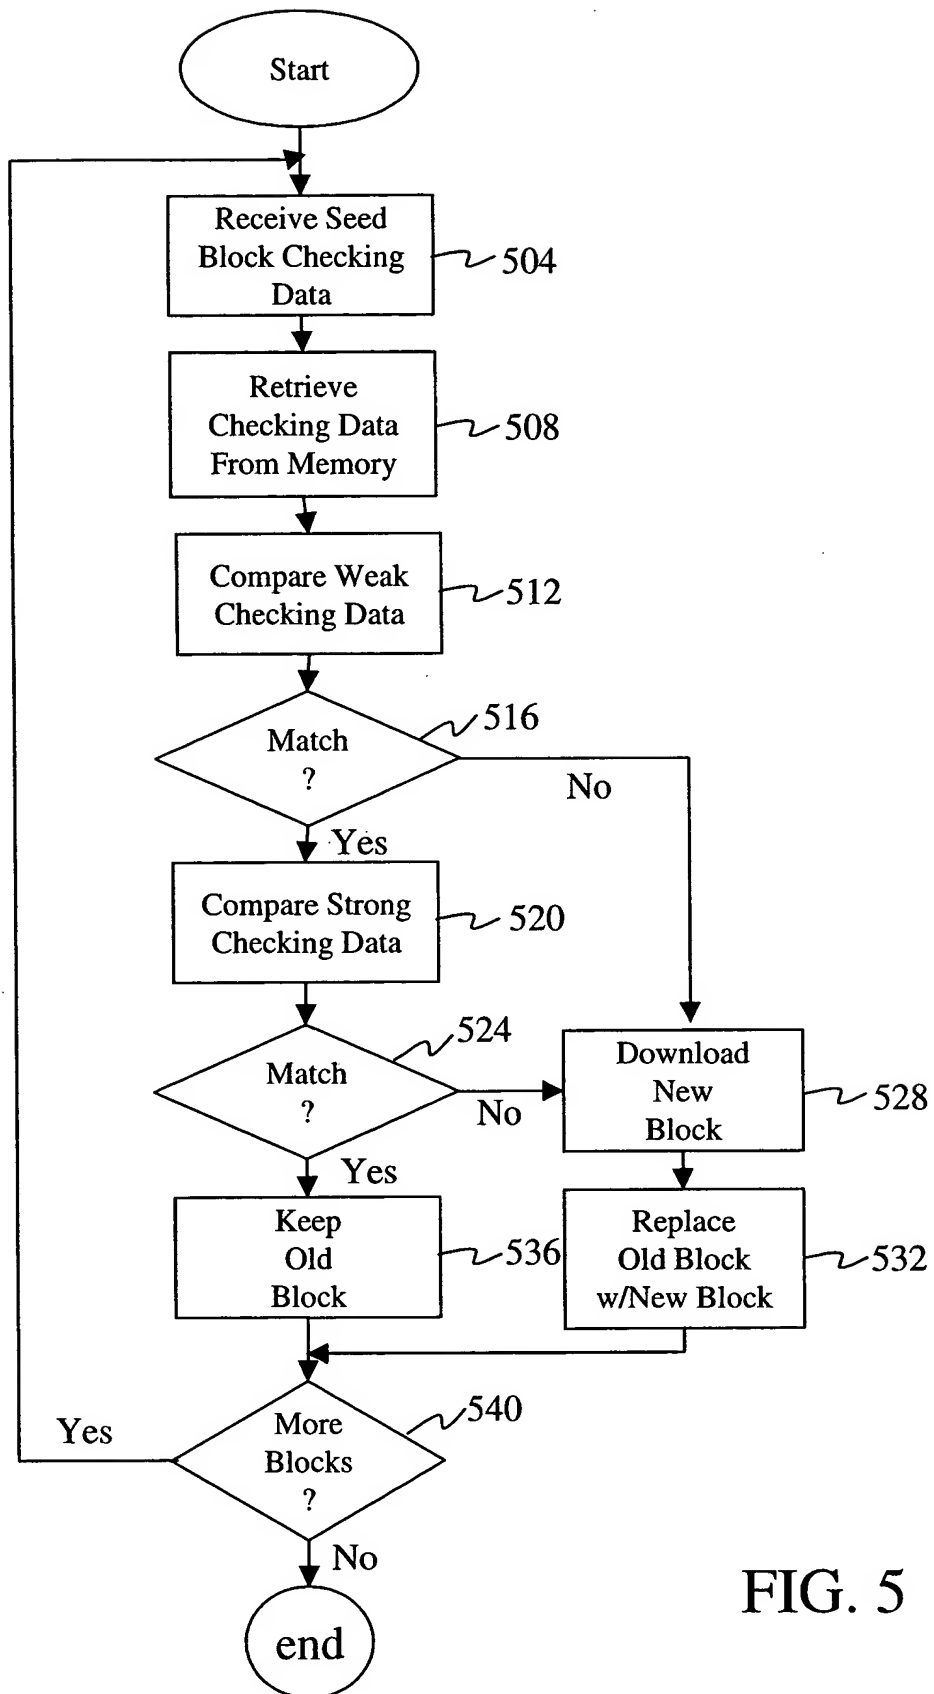 Start
Receive Seed
Block Checking
Data
504
Retrieve
Checking Data
From Memory
508
Compare Weak
Checking Data
512
Match
?
516
No
Yes
Compare Strong
Checking Data
520
Match
?
524
No
Yes
Download
New
Block
528
Keep
Old
Block
536
Replace
Old Block
w/New Block
532
More
Blocks
?
540
Yes
No
end
FIG. 5